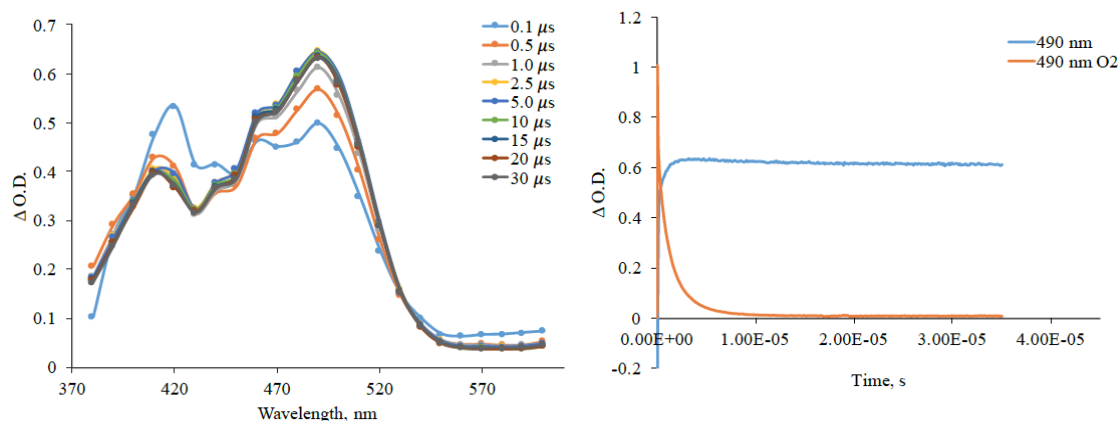 0.7
0.6
0.5
0.4
0.3
0.2
0.1
0
Δ O.D.
370
420
470
520
570
Wavelength, nm
0.1 µs
0.5 µs
1.0 µs
2.5 µs
5.0 µs
10 µs
15 µs
20 µs
30 µs
1.2
1
0.8
0.6
0.4
0.2
0
-0.2
Δ O.D.
0.00E+00
1.00E-05
2.00E-05
3.00E-05
4.00E-05
Time, s
490 nm
490 nm O2